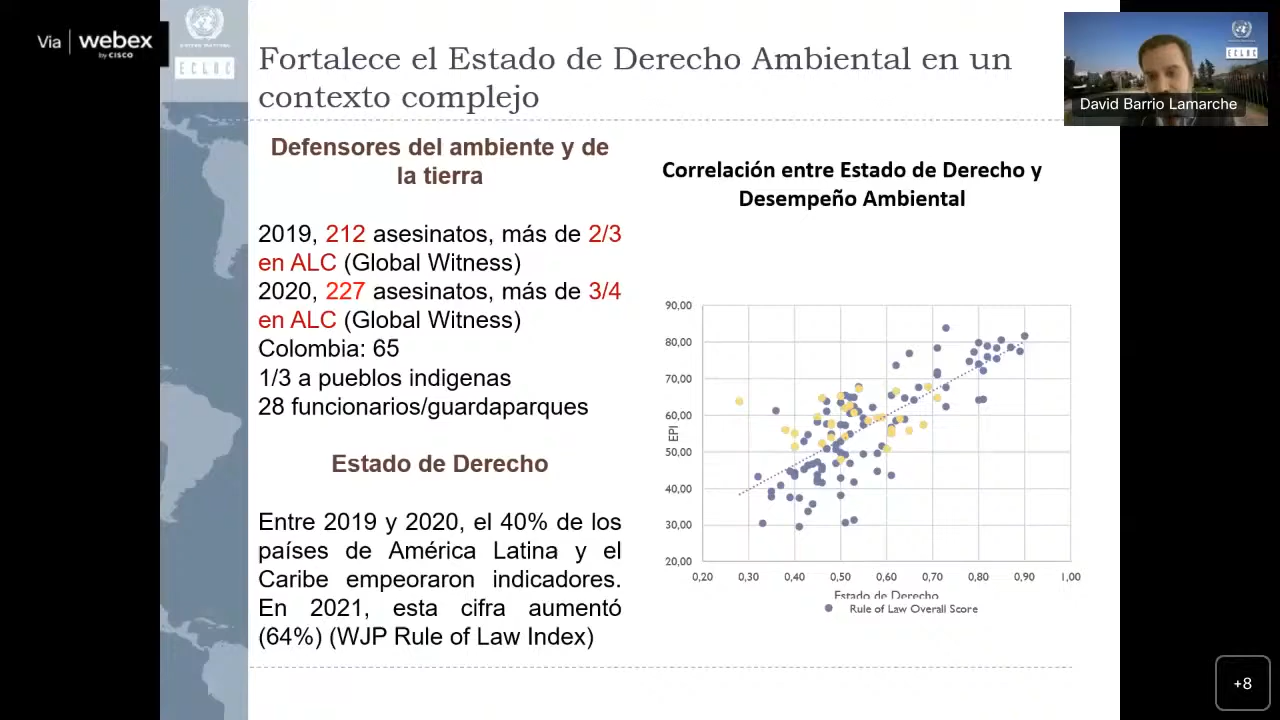 Via webex
by CISCO
ECLAC
Fortalece el Estado de Derecho Ambiental en un
contexto complejo
ECLAC
David Barrio Lamarche
Defensores del ambiente y de
la tierra
2019, 212 asesinatos, más de 2/3
en ALC (Global Witness)
2020, 227 asesinatos, más de 3/4
en ALC (Global Witness)
Colombia: 65
1/3 a pueblos indigenas
28 funcionarios/guardaparques
Estado de Derecho
Entre 2019 y 2020, el 40% de los
países de América Latina y el
Caribe empeoraron indicadores.
En 2021, esta cifra aumentó
(64%) (WJP Rule of Law Index)
Correlación entre Estado de Derecho y
Desempeño Ambiental
90,00
80,00
70,00
60,00
50,00
40,00
30,00
20,00
EPI
0,20 0,30 0,40 0,50 0,60 0,70 0,80 0,90 1,00
Estado de Derecho
Rule of Law Overall Score
+8